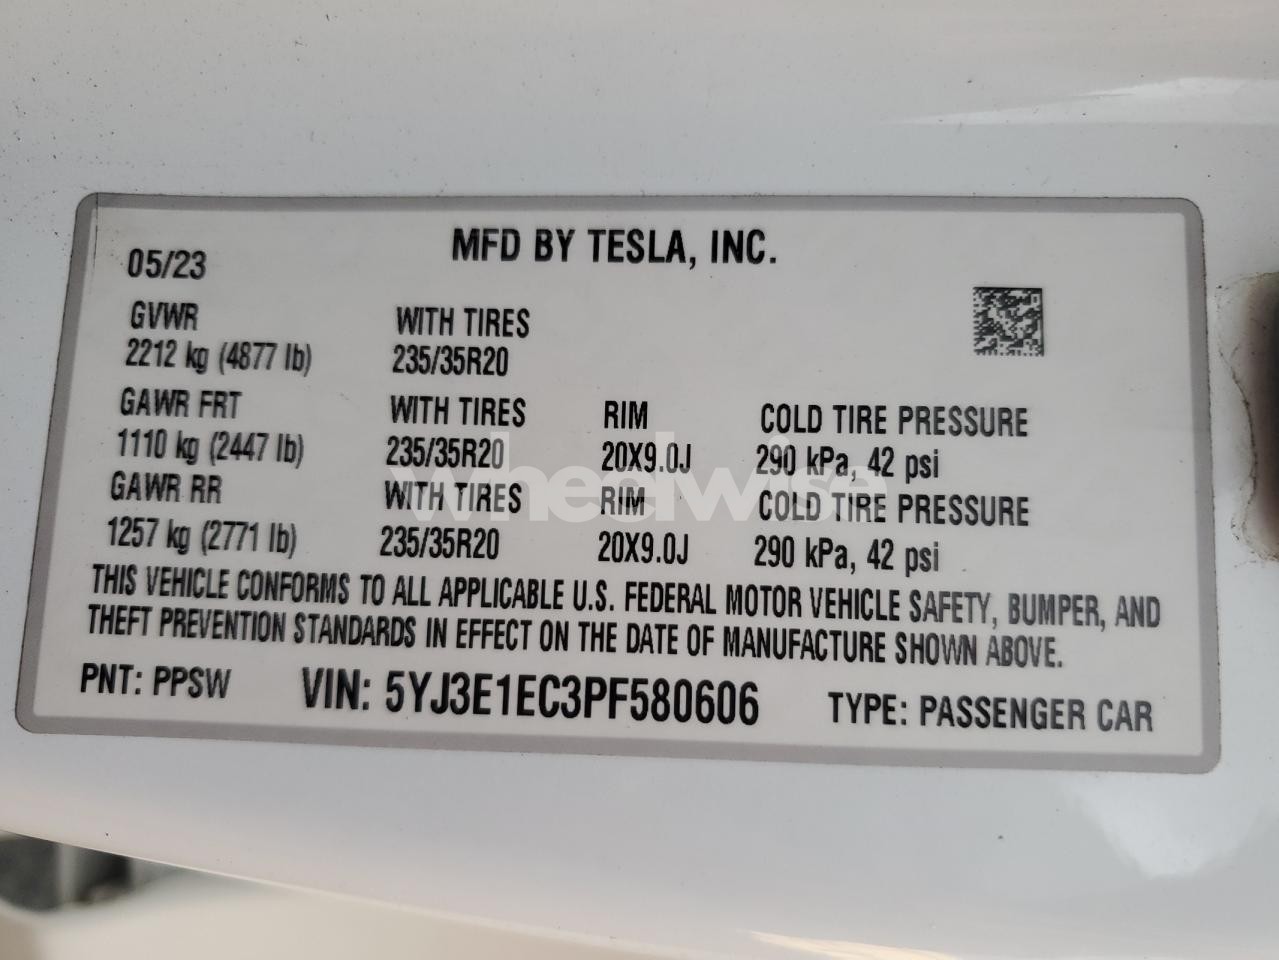 MFD BY TESLA, INC.
05/23
GVWR WITH TIRES
2212 kg (4877 lb) 235/35R20
GAWR FRT WITH TIRES RIM COLD TIRE PRESSURE
1110 kg (2447 lb) 235/35R20 20X9.0J 290 kPa, 42 psi
GAWR RR WITH TIRES RIM COLD TIRE PRESSURE
1257 kg (2771 lb) 235/35R20 20X9.0J 290 kPa, 42 psi
THIS VEHICLE CONFORMS TO ALL APPLICABLE U.S. FEDERAL MOTOR VEHICLE SAFETY, BUMPER, AND
THEFT PREVENTION STANDARDS IN EFFECT ON THE DATE OF MANUFACTURE SHOWN ABOVE.
PNT: PPSW VIN: 5YJ3E1EC3PF580606 TYPE: PASSENGER CAR
wheelwise